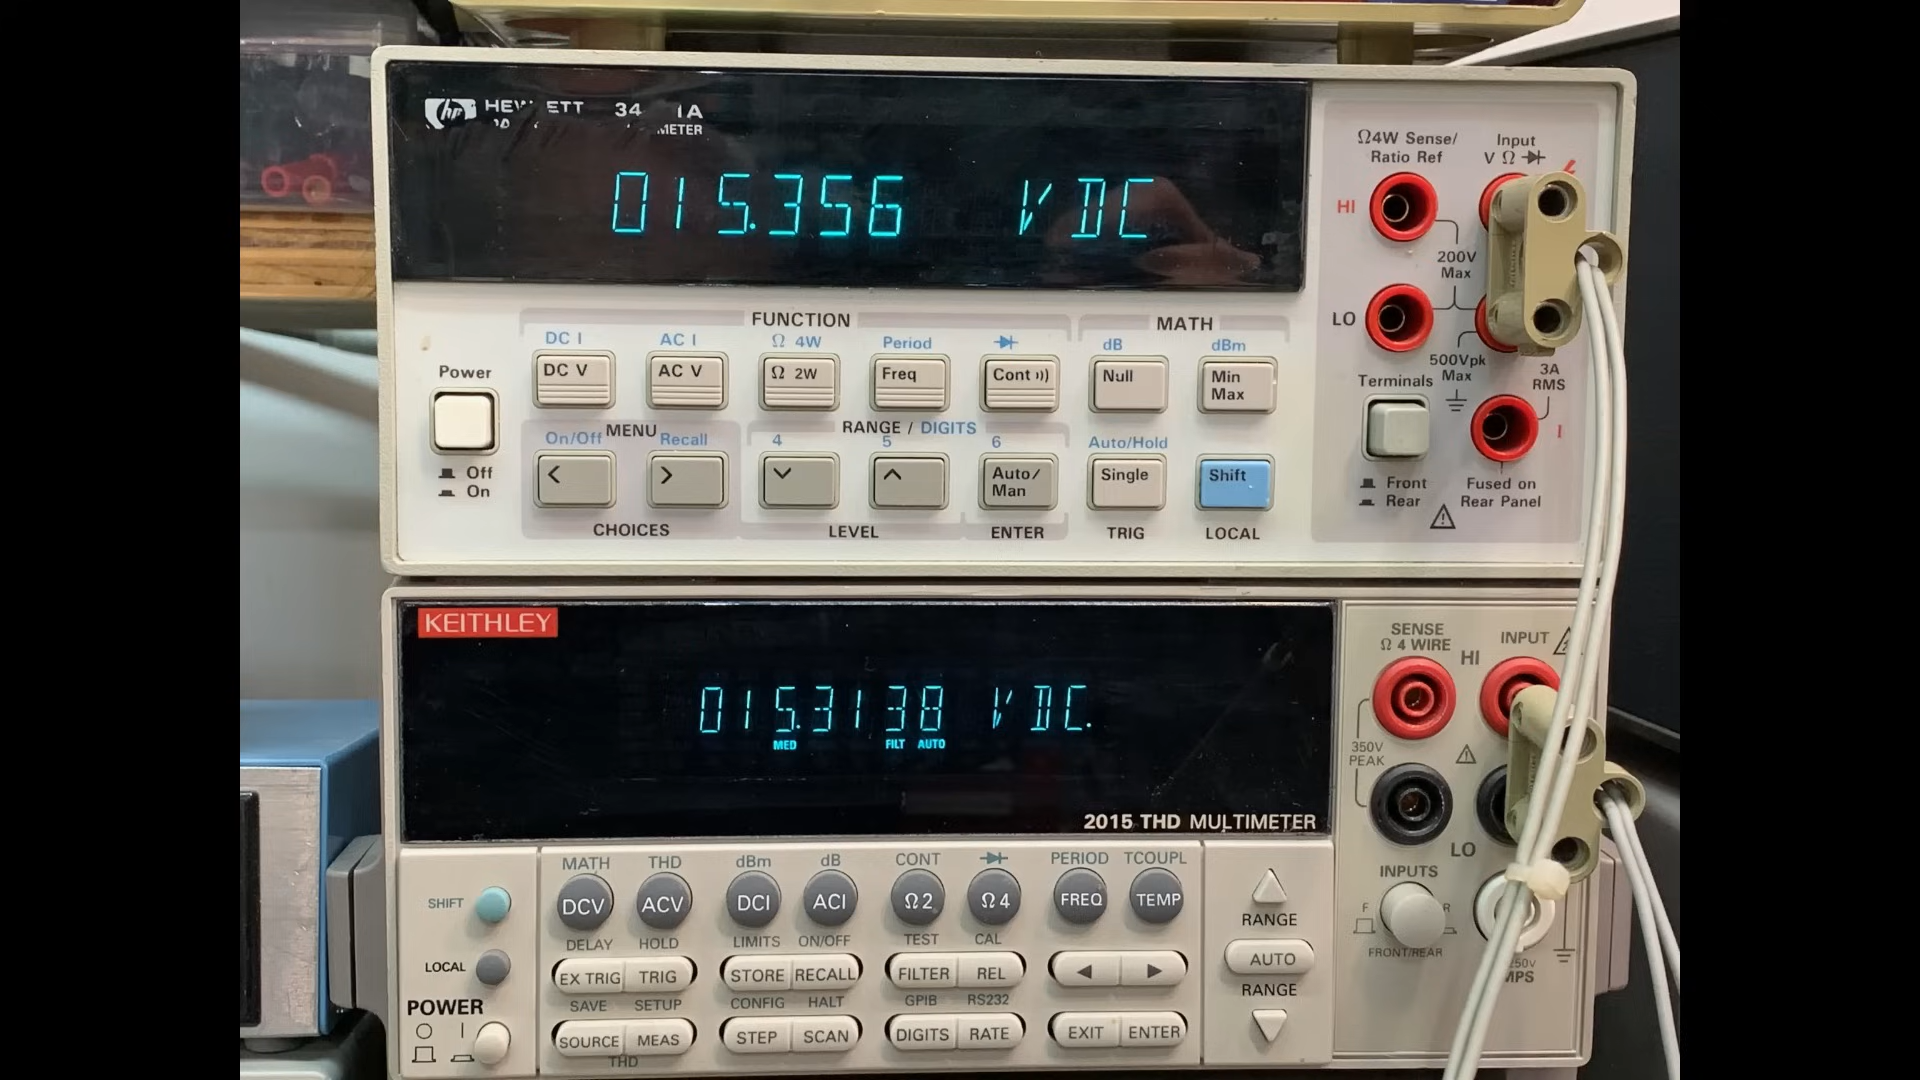 hp HEW ETT 34 1A
METER
015.356 VDC
Ω4W Sense/
Ratio Ref
Input
V Ω
HI
200V
Max
LO
500Vpk
Max
Terminals
3A
RMS
I
Front
Rear
Fused on
Rear Panel
FUNCTION
MATH
DC I
AC I
Ω 4W
Period
dB
dBm
Power
DC V
AC V
Ω 2W
Freq
Cont
Null
Min
Max
MENU
RANGE / DIGITS
On/Off
Recall
4
5
6
Auto/Hold
<
>
Auto/
Man
Single
Shift
Off
On
CHOICES
LEVEL
ENTER
TRIG
LOCAL
KEITHLEY
015.3138 VDC.
MED FILT AUTO
2015 THD MULTIMETER
SENSE
Ω 4 WIRE
HI
INPUT
350V
PEAK
LO
INPUTS
F
R
FRONT/REAR
250V
MPS
MATH THD dBm dB CONT PERIOD TCOUPL
SHIFT
DCV ACV DCI ACI Ω2 Ω4 FREQ TEMP
DELAY HOLD LIMITS ON/OFF TEST CAL
RANGE
LOCAL
EX TRIG TRIG STORE RECALL FILTER REL
AUTO
SAVE SETUP CONFIG HALT GPIB RS232
RANGE
POWER
SOURCE MEAS STEP SCAN DIGITS RATE EXIT ENTER
THD